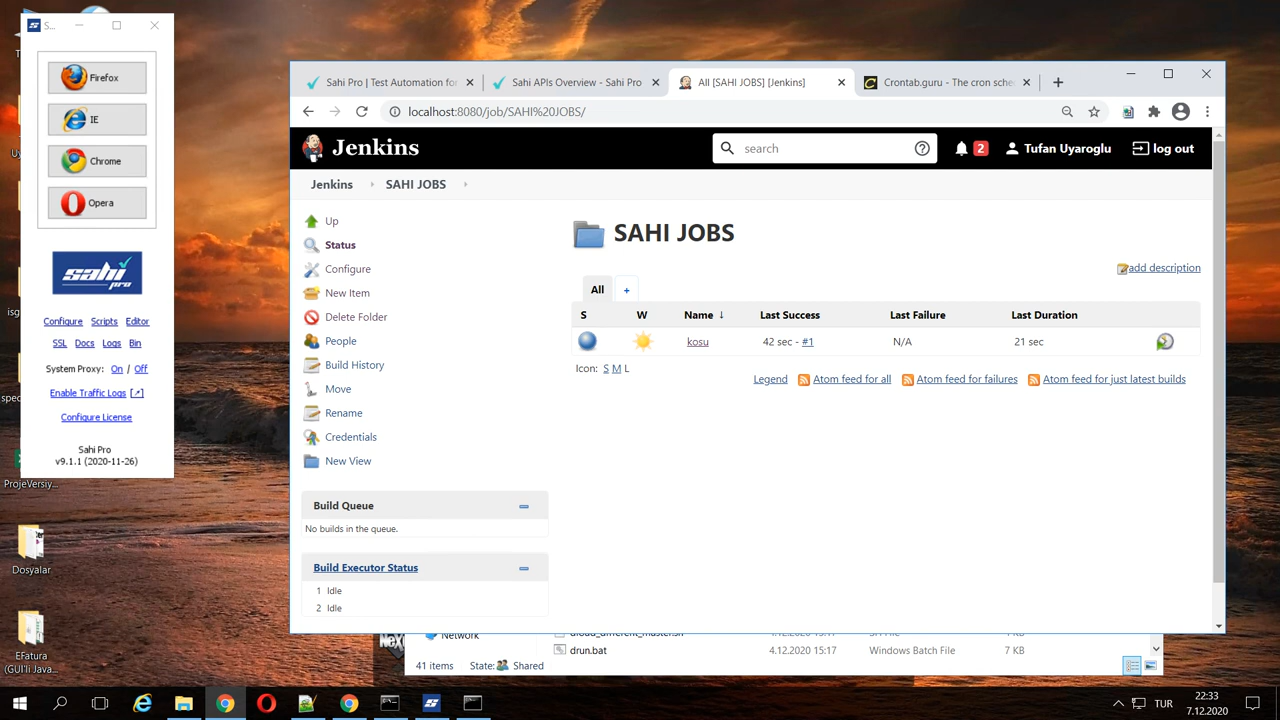 S...
Firefox
IE
Chrome
Opera
sahi
pro
Configure Scripts Editor
SSL Docs Logs Bin
System Proxy: On / Off
Enable Traffic Logs [↗]
Configure License
Sahi Pro
v9.1.1 (2020-11-26)
ProjeVersiy...
Dosyalar
EFatura
(GUI'li Java...
Sahi Pro | Test Automation for
Sahi APIs Overview - Sahi Pro
All [SAHI JOBS] [Jenkins]
Crontab.guru - The cron sche
localhost:8080/job/SAHI%20JOBS/
Jenkins
search
2
Tufan Uyaroglu
log out
Jenkins
SAHI JOBS
Up
Status
Configure
New Item
Delete Folder
People
Build History
Move
Rename
Credentials
New View
Build Queue
No builds in the queue.
Build Executor Status
1 Idle
2 Idle
SAHI JOBS
add description
All +
S W Name ↓ Last Success Last Failure Last Duration
kosu 42 sec - #1 N/A 21 sec
Icon: S M L
Legend Atom feed for all Atom feed for failures Atom feed for just latest builds
Network
drun.bat 4.12.2020 15:17 Windows Batch File 7 KB
41 items State: Shared
TUR
22:33
7.12.2020